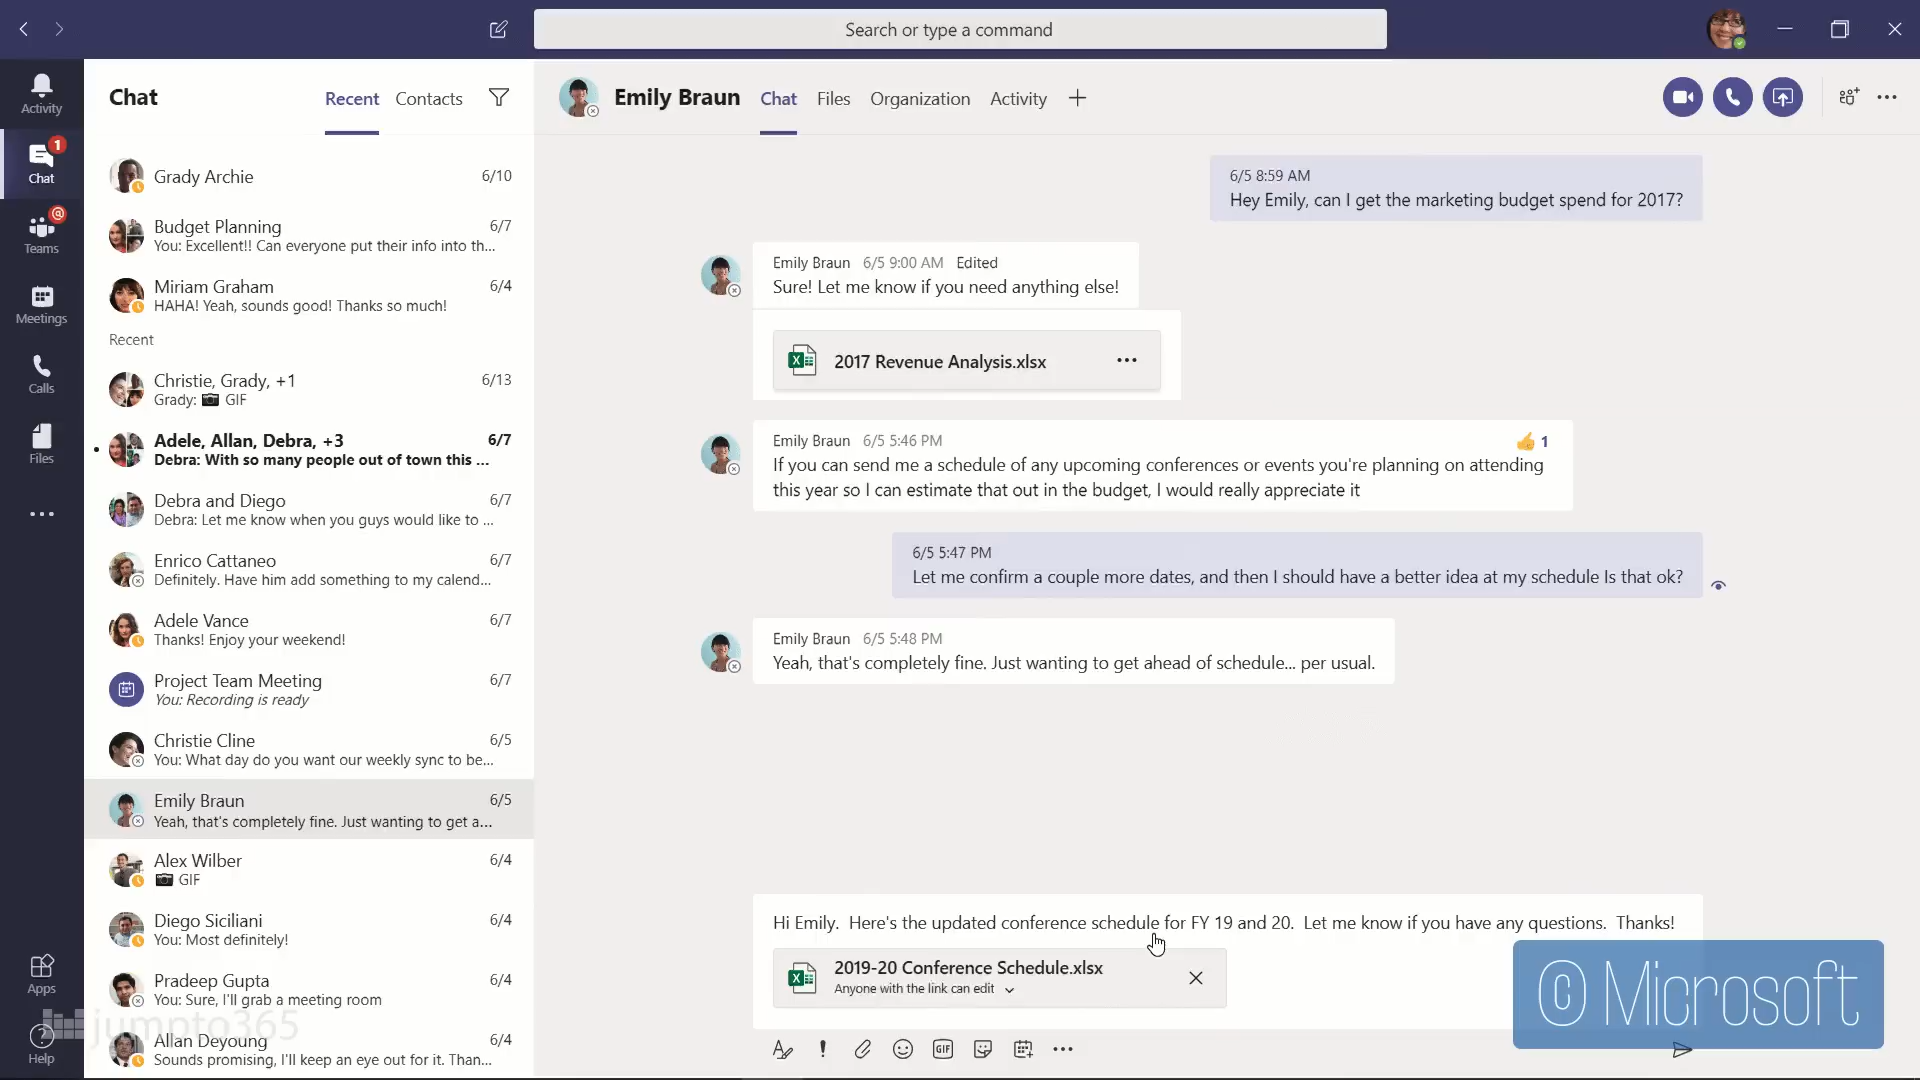 Search or type a command
Activity
Chat
1
Teams
@
Meetings
Calls
Files
Apps
Help
Chat
Recent
Contacts
Grady Archie
6/10
Budget Planning
6/7
You: Excellent!! Can everyone put their info into th...
Miriam Graham
6/4
HAHA! Yeah, sounds good! Thanks so much!
Recent
Christie, Grady, +1
6/13
Grady: GIF
Adele, Allan, Debra, +3
6/7
Debra: With so many people out of town this ...
Debra and Diego
6/7
Debra: Let me know when you guys would like to ...
Enrico Cattaneo
6/7
Definitely. Have him add something to my calend...
Adele Vance
6/7
Thanks! Enjoy your weekend!
Project Team Meeting
6/7
You: Recording is ready
Christie Cline
6/5
You: What day do you want our weekly sync to be...
Emily Braun
6/5
Yeah, that's completely fine. Just wanting to get a...
Alex Wilber
6/4
GIF
Diego Siciliani
6/4
You: Most definitely!
Pradeep Gupta
6/4
You: Sure, I'll grab a meeting room
Allan Deyoung
6/4
Sounds promising, I'll keep an eye out for it. Than...
jumpto365
Emily Braun
Chat
Files
Organization
Activity
6/5 8:59 AM
Hey Emily, can I get the marketing budget spend for 2017?
Emily Braun 6/5 9:00 AM Edited
Sure! Let me know if you need anything else!
2017 Revenue Analysis.xlsx
Emily Braun 6/5 5:46 PM
1
If you can send me a schedule of any upcoming conferences or events you're planning on attending
this year so I can estimate that out in the budget, I would really appreciate it
6/5 5:47 PM
Let me confirm a couple more dates, and then I should have a better idea at my schedule Is that ok?
Emily Braun 6/5 5:48 PM
Yeah, that's completely fine. Just wanting to get ahead of schedule... per usual.
Hi Emily. Here's the updated conference schedule for FY 19 and 20. Let me know if you have any questions. Thanks!
2019-20 Conference Schedule.xlsx
Anyone with the link can edit
GIF
© Microsoft